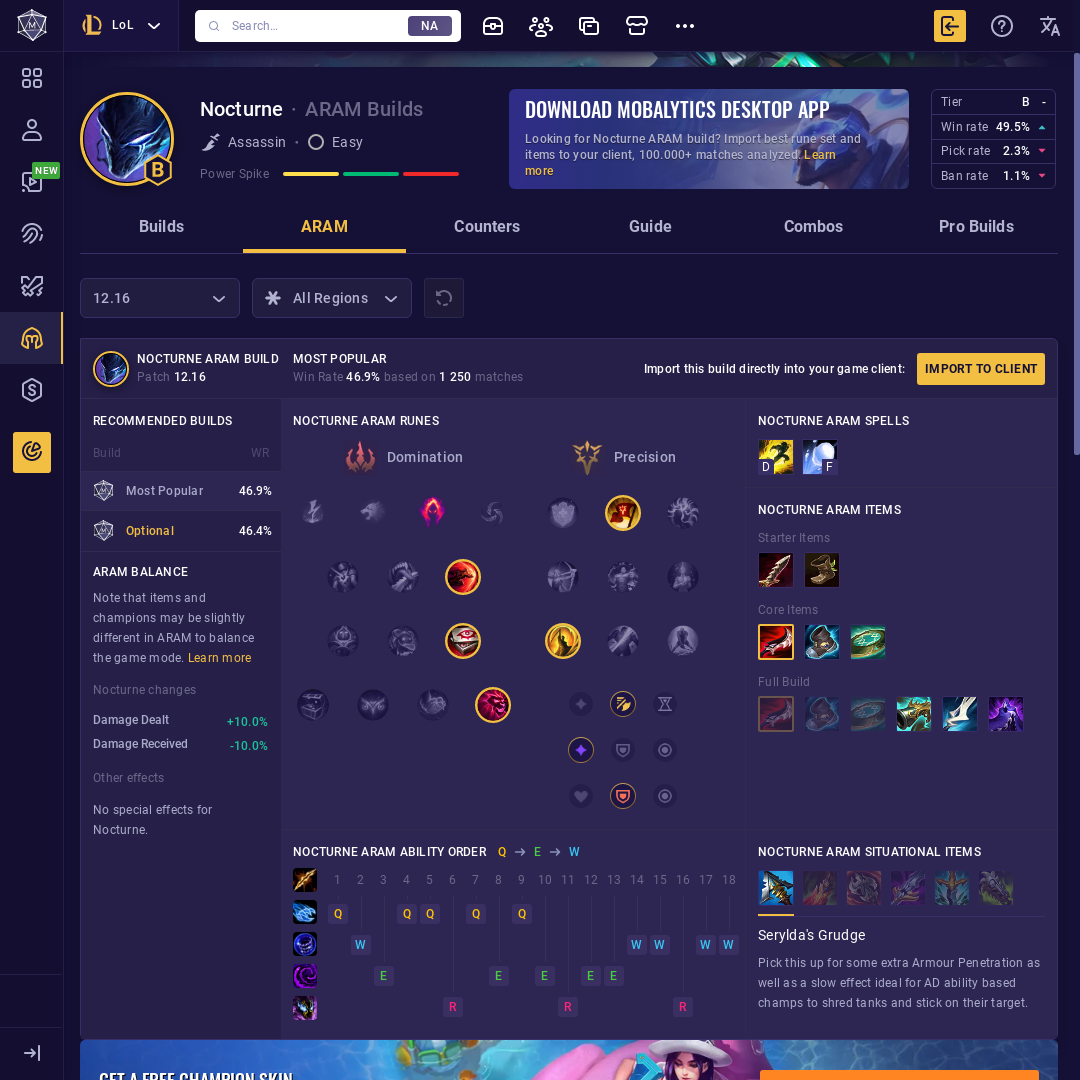 LoL
Search...
NA
NEW
Nocturne · ARAM Builds
Assassin · Easy
Power Spike
B
DOWNLOAD MOBALYTICS DESKTOP APP
Looking for Nocturne ARAM build? Import best rune set and
items to your client, 100.000+ matches analyzed. Learn
more
Tier B -
Win rate 49.5%
Pick rate 2.3%
Ban rate 1.1%
Builds ARAM Counters Guide Combos Pro Builds
12.16
All Regions
NOCTURNE ARAM BUILD
Patch 12.16
MOST POPULAR
Win Rate 46.9% based on 1 250 matches
Import this build directly into your game client:
IMPORT TO CLIENT
RECOMMENDED BUILDS
Build WR
Most Popular 46.9%
Optional 46.4%
ARAM BALANCE
Note that items and
champions may be slightly
different in ARAM to balance
the game mode. Learn more
Nocturne changes
Damage Dealt +10.0%
Damage Received -10.0%
Other effects
No special effects for
Nocturne.
NOCTURNE ARAM RUNES
Domination
Precision
NOCTURNE ARAM SPELLS
D F
NOCTURNE ARAM ITEMS
Starter Items
Core Items
Full Build
NOCTURNE ARAM ABILITY ORDER Q → E → W
1 2 3 4 5 6 7 8 9 10 11 12 13 14 15 16 17 18
Q Q Q Q Q
W W W W W
E E E E E
R R R
NOCTURNE ARAM SITUATIONAL ITEMS
Serylda's Grudge
Pick this up for some extra Armour Penetration as
well as a slow effect ideal for AD ability based
champs to shred tanks and stick on their target.
GET A FREE CHAMPION SKIN